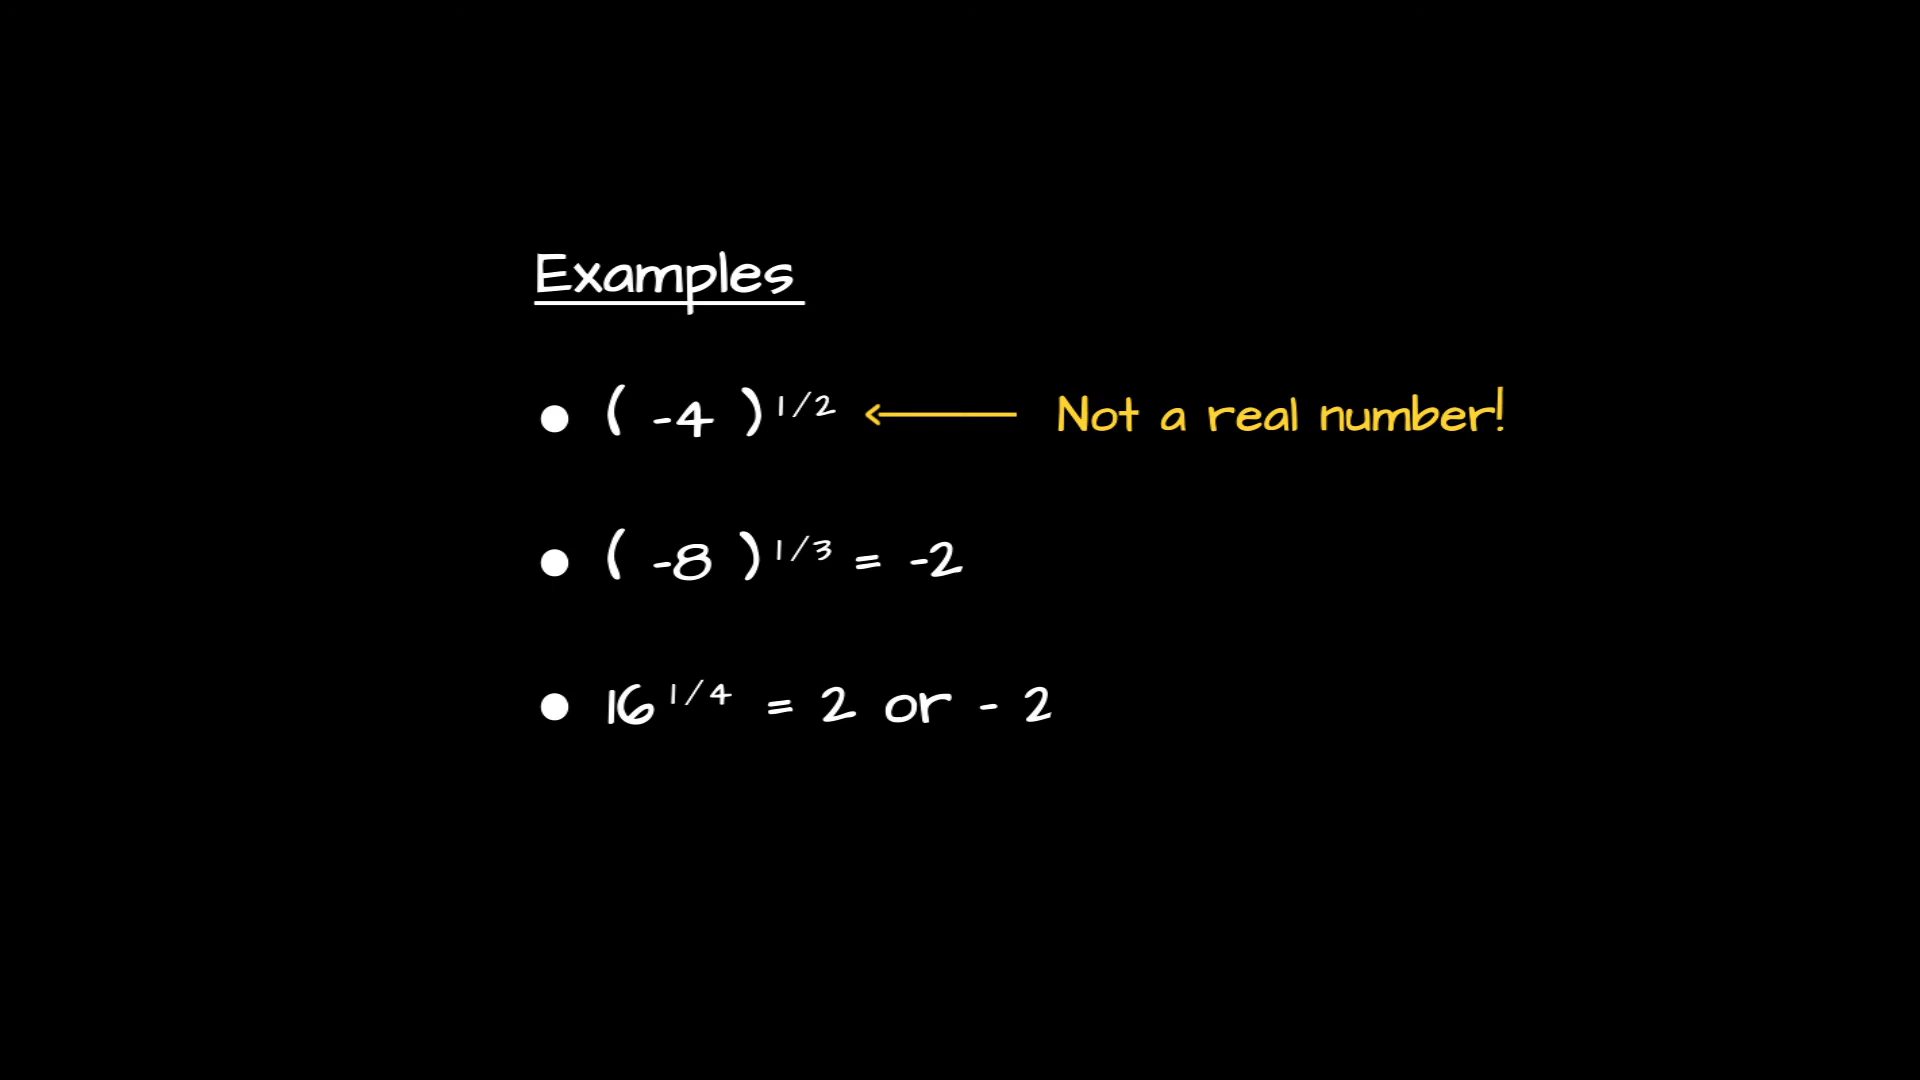 Examples
● ( -4 )^1/2 ← Not a real number!
● ( -8 )^1/3 = -2
● 16^1/4 = 2 or - 2